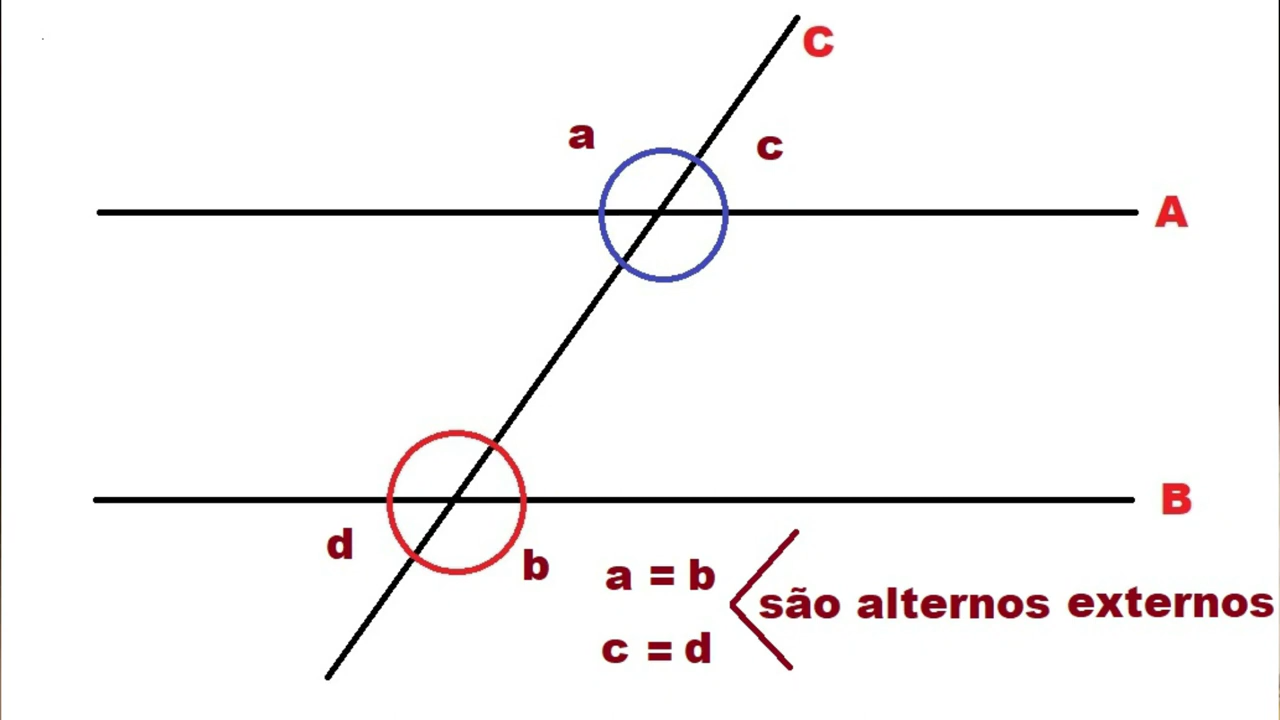 C
a
c
A
B
d
b
a = b
são alternos externos
c = d